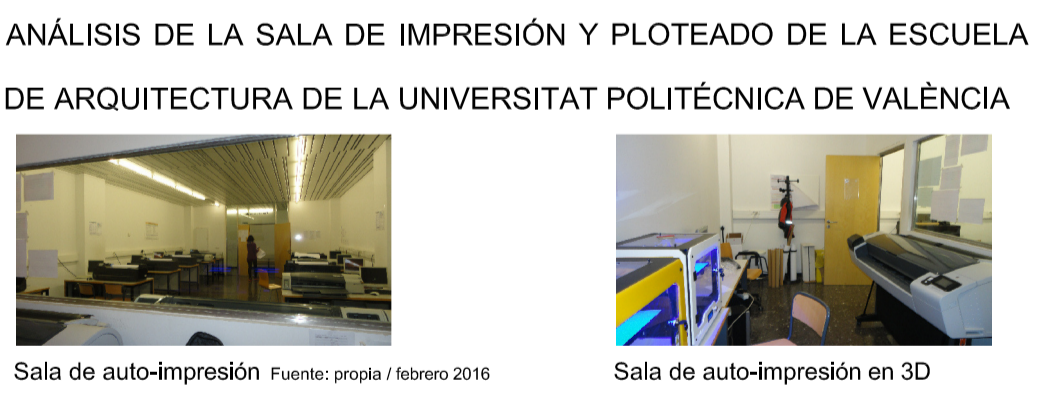 ANÁLISIS DE LA SALA DE IMPRESIÓN Y PLOTEADO DE LA ESCUELA
DE ARQUITECTURA DE LA UNIVERSITAT POLITÉCNICA DE VALÈNCIA
Sala de auto-impresión Fuente: propia / febrero 2016
Sala de auto-impresión en 3D